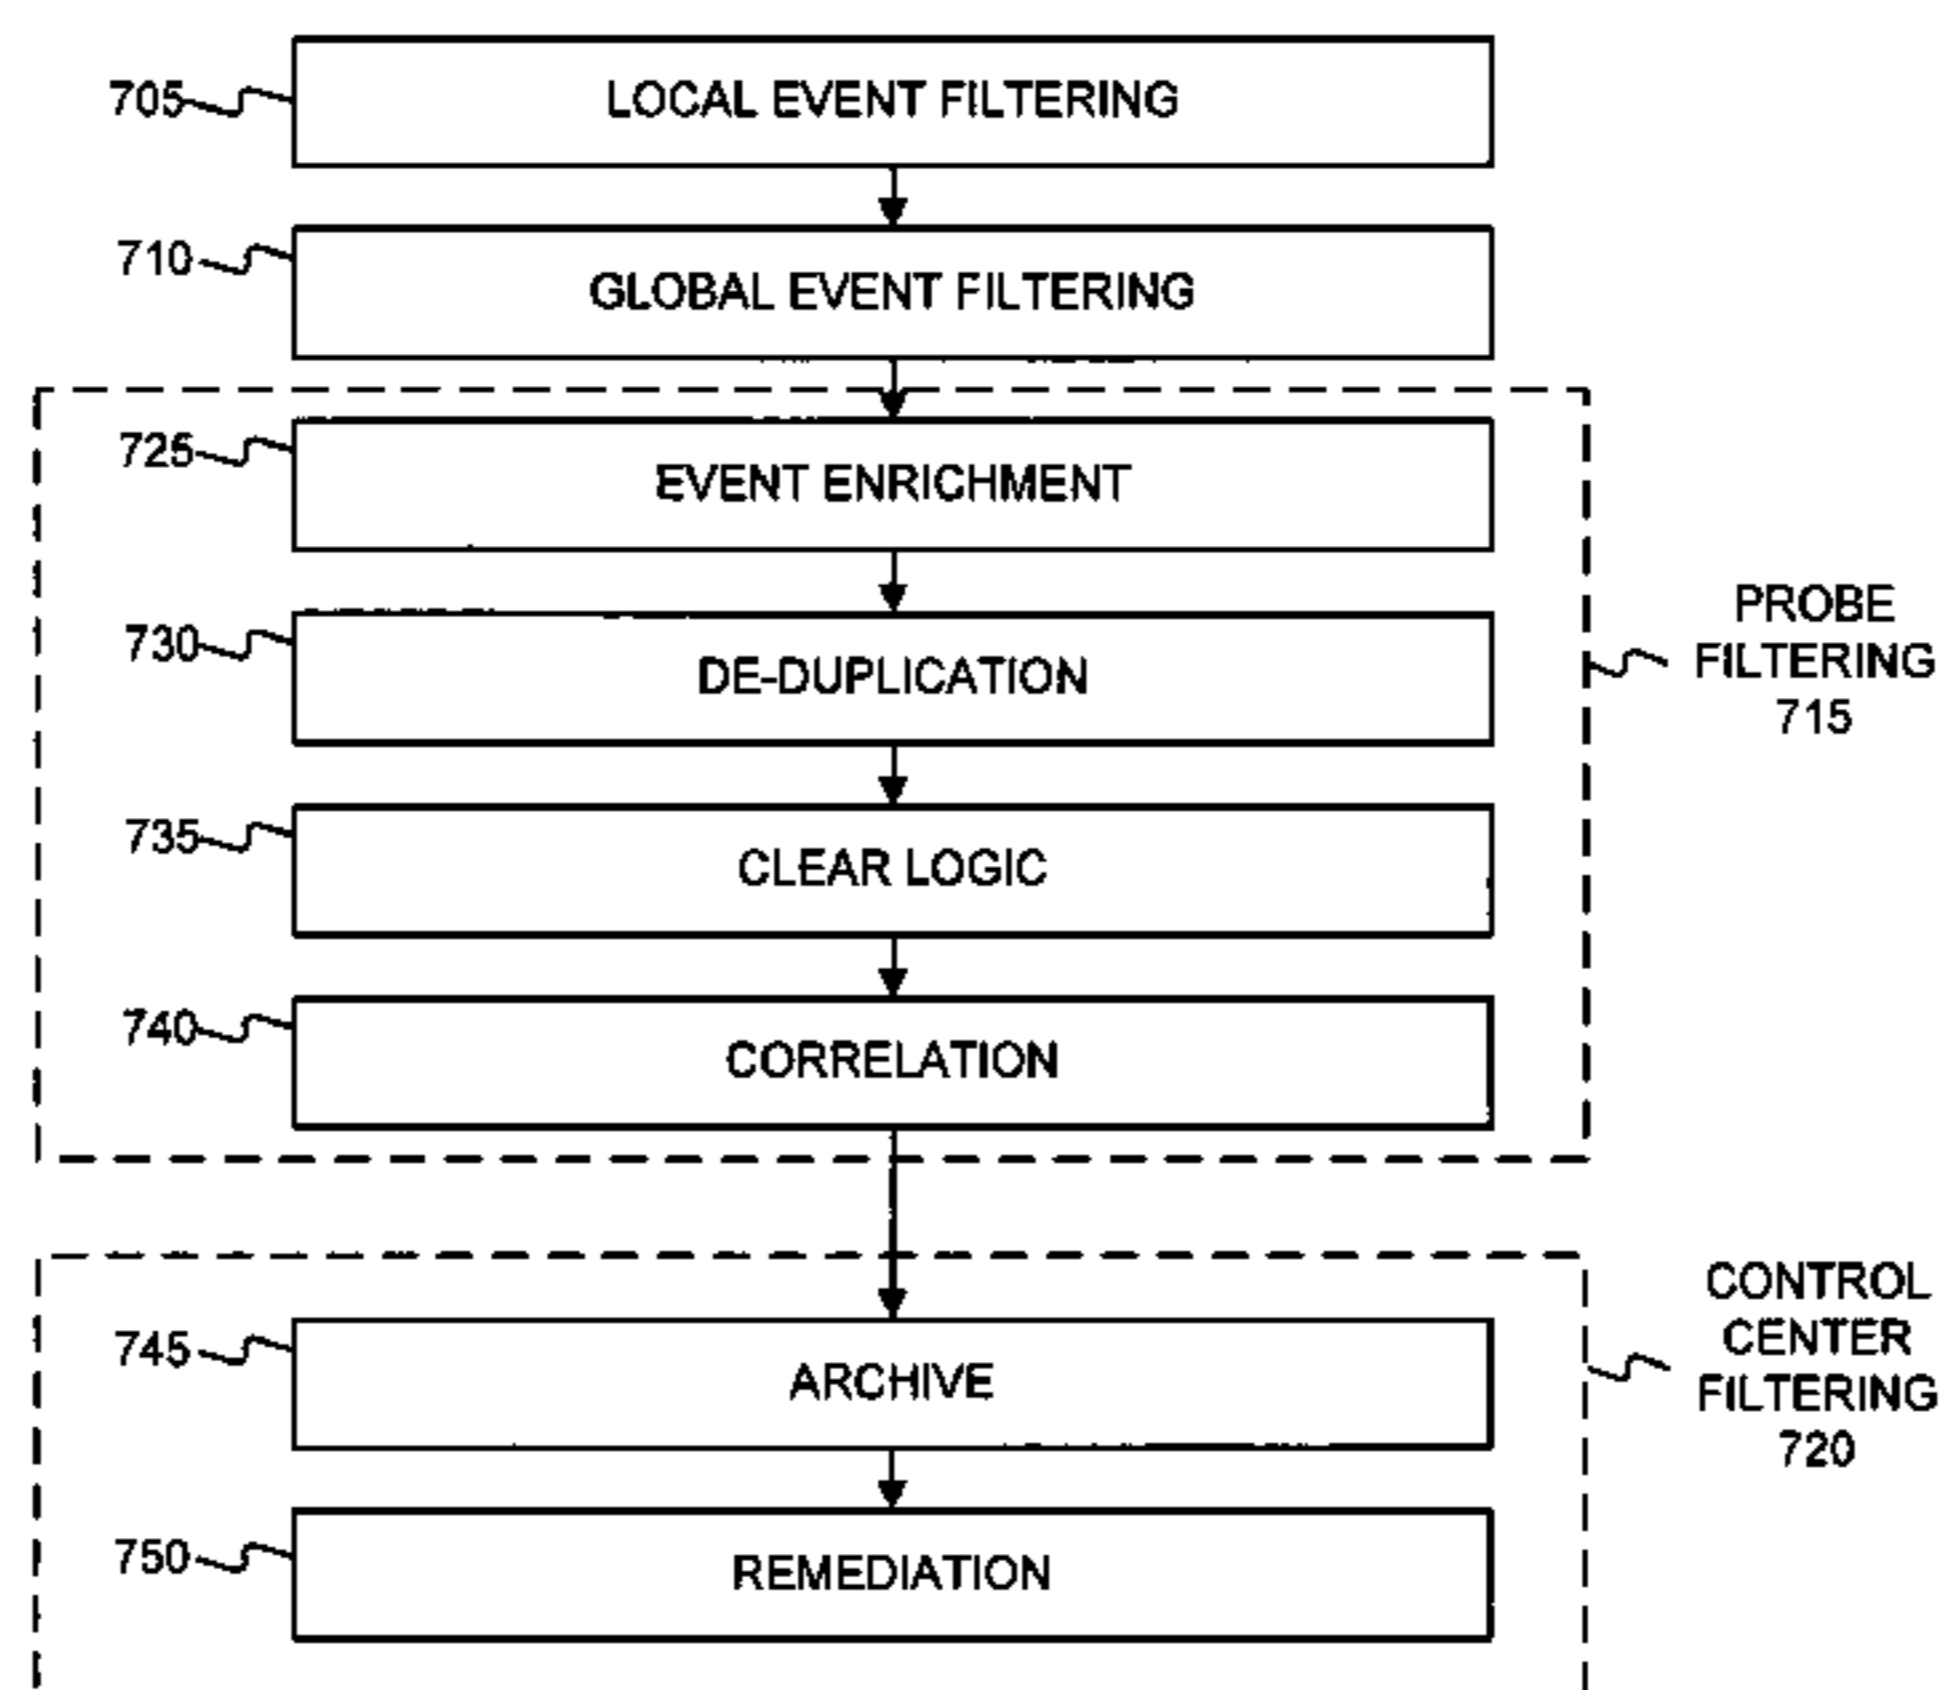 705
LOCAL EVENT FILTERING
710
GLOBAL EVENT FILTERING
725
EVENT ENRICHMENT
730
DE-DUPLICATION
PROBE
FILTERING
715
735
CLEAR LOGIC
740
CORRELATION
745
ARCHIVE
CONTROL
CENTER
FILTERING
720
750
REMEDIATION